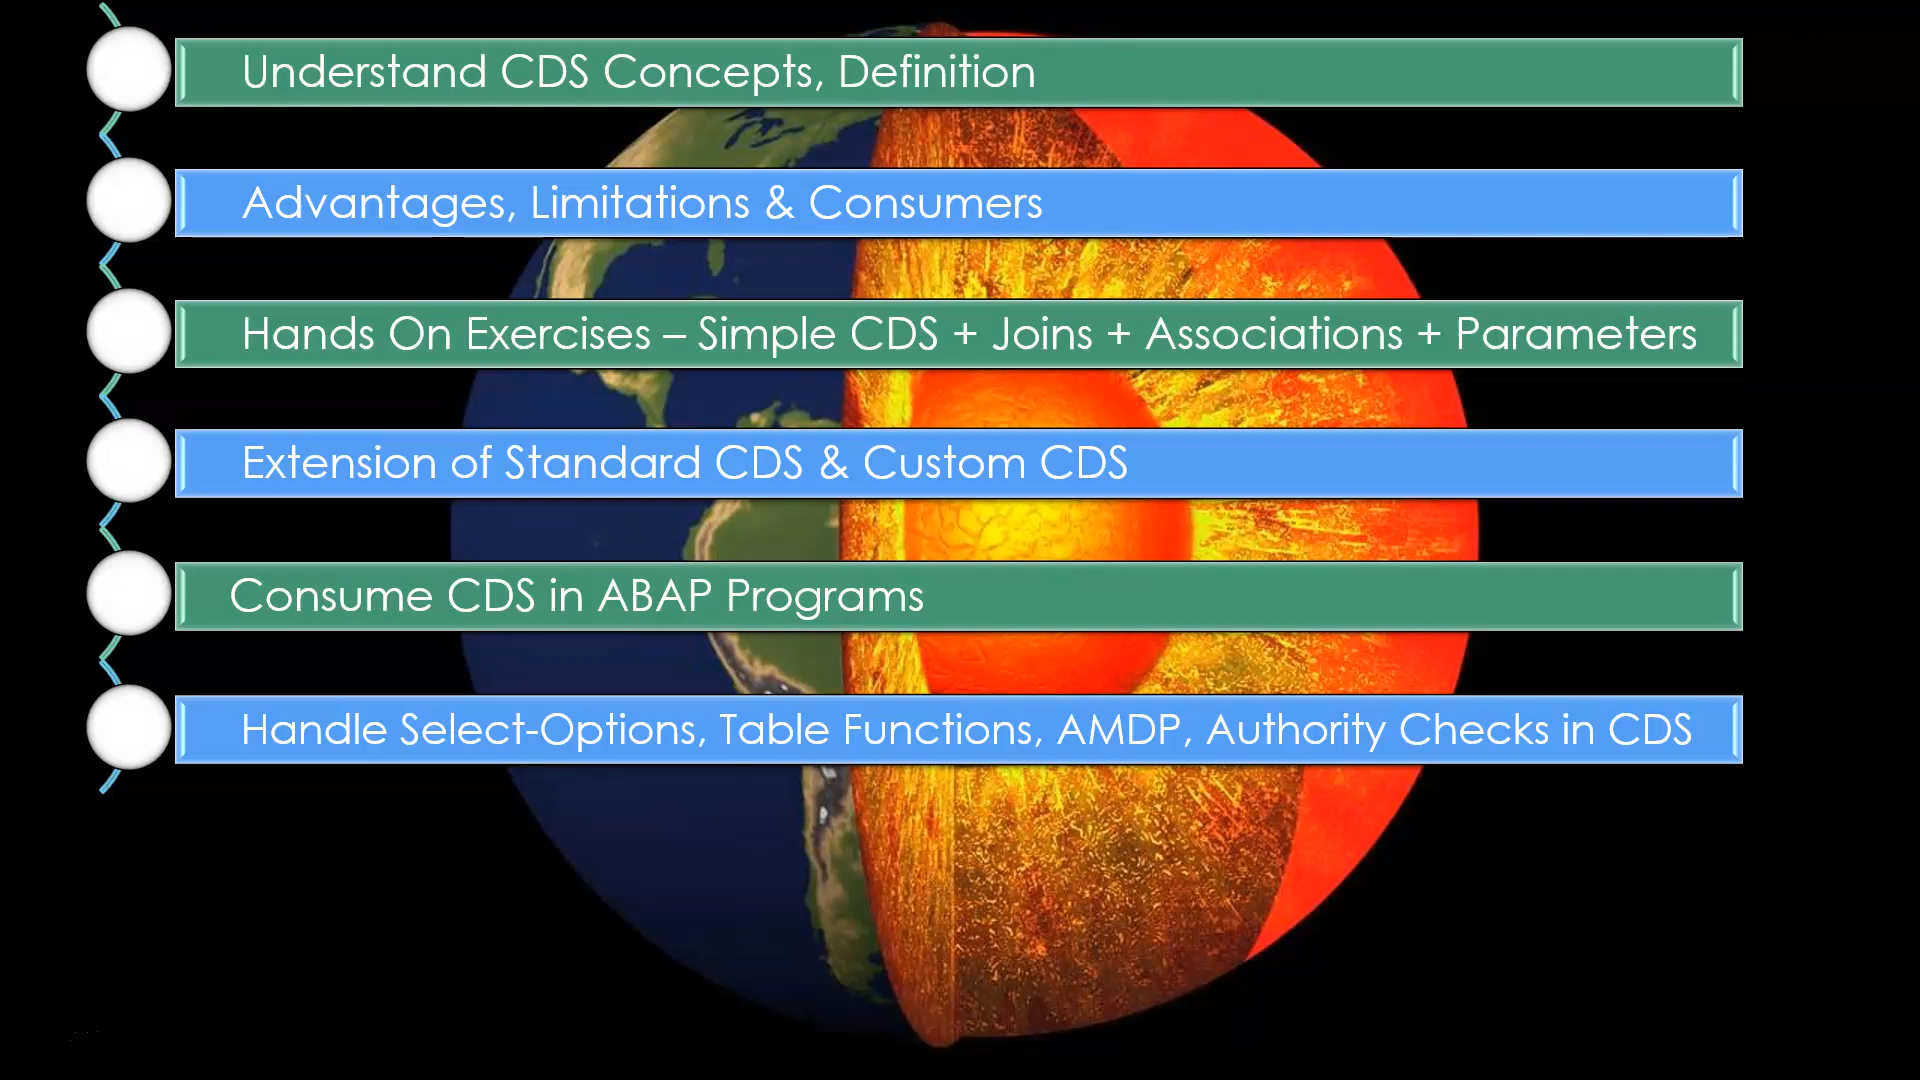 Understand CDS Concepts, Definition
Advantages, Limitations & Consumers
Hands On Exercises – Simple CDS + Joins + Associations + Parameters
Extension of Standard CDS & Custom CDS
Consume CDS in ABAP Programs
Handle Select-Options, Table Functions, AMDP, Authority Checks in CDS